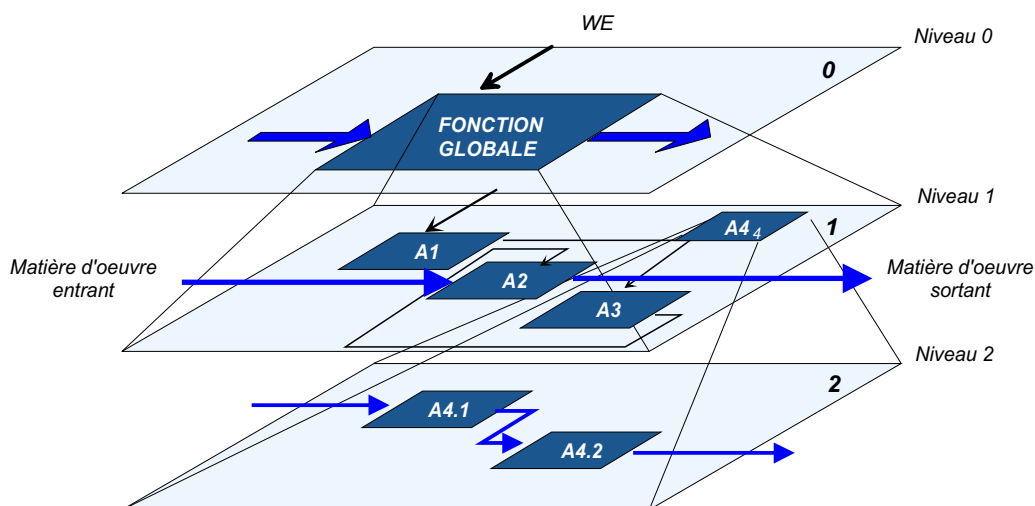 WE
Niveau 0
0
FONCTION
GLOBALE
Niveau 1
A4 4
1
A1
Matière d'oeuvre
entrant
A2
Matière d'oeuvre
sortant
A3
Niveau 2
2
A4.1
A4.2